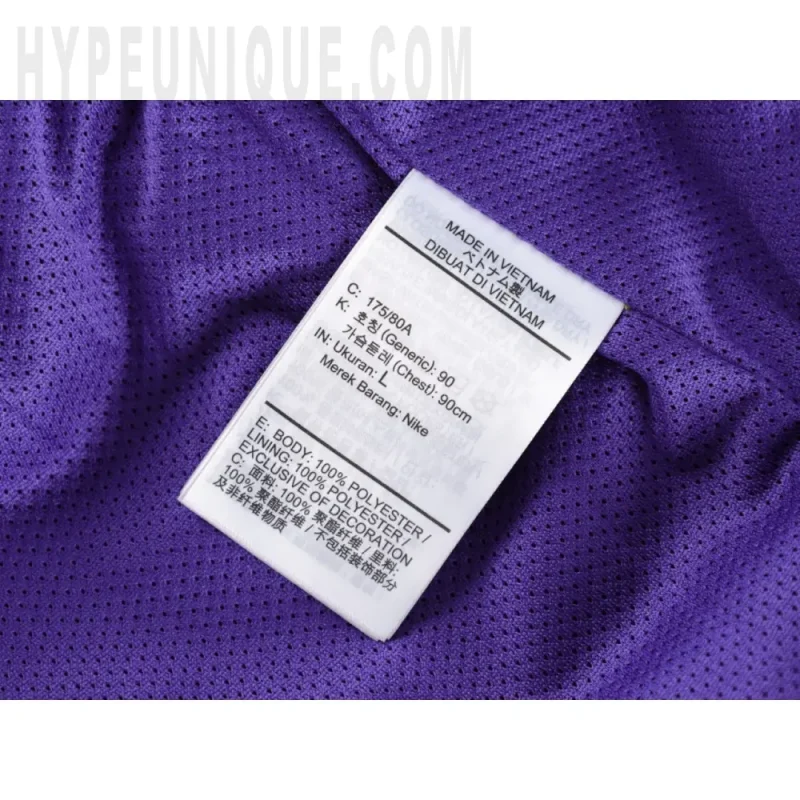 HYPEUNIQUE.COM
MADE IN VIETNAM
ベトナム製
DIBUAT DI VIETNAM
C: 175/80A
K: 호칭 (Generic): 90
가슴둘레 (Chest): 90cm
IN: Ukuran: L
Merek Barang: Nike
E: BODY: 100% POLYESTER /
LINING: 100% POLYESTER /
EXCLUSIVE OF DECORATION
C: 面料: 100% 聚酯纤维 / 里料:
100% 聚酯纤维 / 不包括装饰部分
及非纤维物质